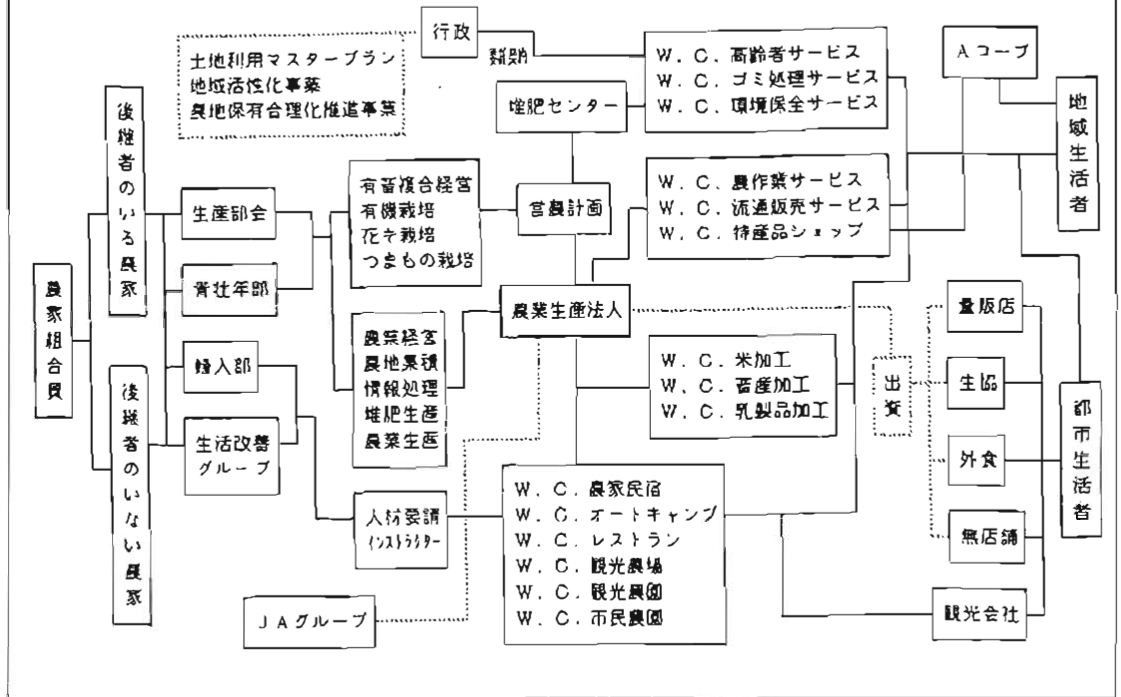 行政
土地利用マスタープラン
地域活性化事業
農地保有合理化推進事業
堆肥センター
W．C．高齢者サービス
W．C．ゴミ処理サービス
W．C．環境保全サービス
Aコープ
地域生活者
後継者のいる農家
生産部会
有畜複合経営
有機栽培
花き栽培
つまもの栽培
営農計画
W．C．農作業サービス
W．C．流通販売サービス
W．C．特産品ショップ
農家組合員
青壮年部
農業生産法人
農業経営
農地累積
情報処理
堆肥生産
農業生産
婦人部
W．C．米加工
W．C．畜産加工
W．C．乳製品加工
出資
量販店
生協
外食
無店舗
都市生活者
後継者のいない農家
生活改善
グループ
人材要請
インストラクター
W．C．農家民宿
W．C．オートキャンプ
W．C．レストラン
W．C．観光農場
W．C．観光農園
W．C．市民農園
JAグループ
観光会社